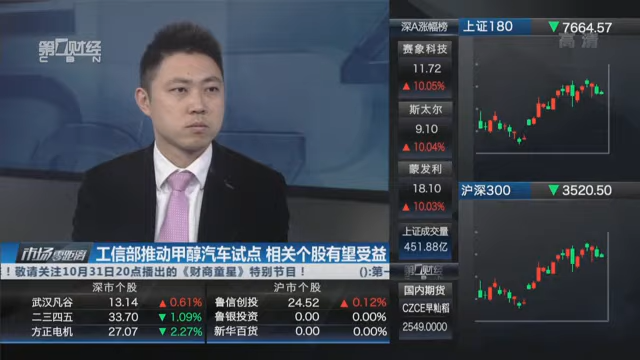 第一财经
CBN
深A涨幅榜
赛象科技
11.72
▲10.05%
斯太尔
9.10
▲10.04%
蒙发利
18.10
▲10.03%
上证成交量
451.88亿
第一财经
CBN
国内期货
CZCE早籼稻
2549.0000
上证180 ▼7664.57
高清
沪深300 ▼3520.50
市场零距离
工信部推动甲醇汽车试点 相关个股有望受益
！敬请关注10月31日20点播出的《财商童星》特别节目！ ():第一
深市个股 沪市个股
武汉凡谷 13.14 ▲0.61% 鲁信创投 24.52 ▲0.12%
二三四五 33.70 ▼1.09% 鲁银投资 0.00 0.00%
方正电机 27.07 ▼2.27% 新华百货 0.00 0.00%